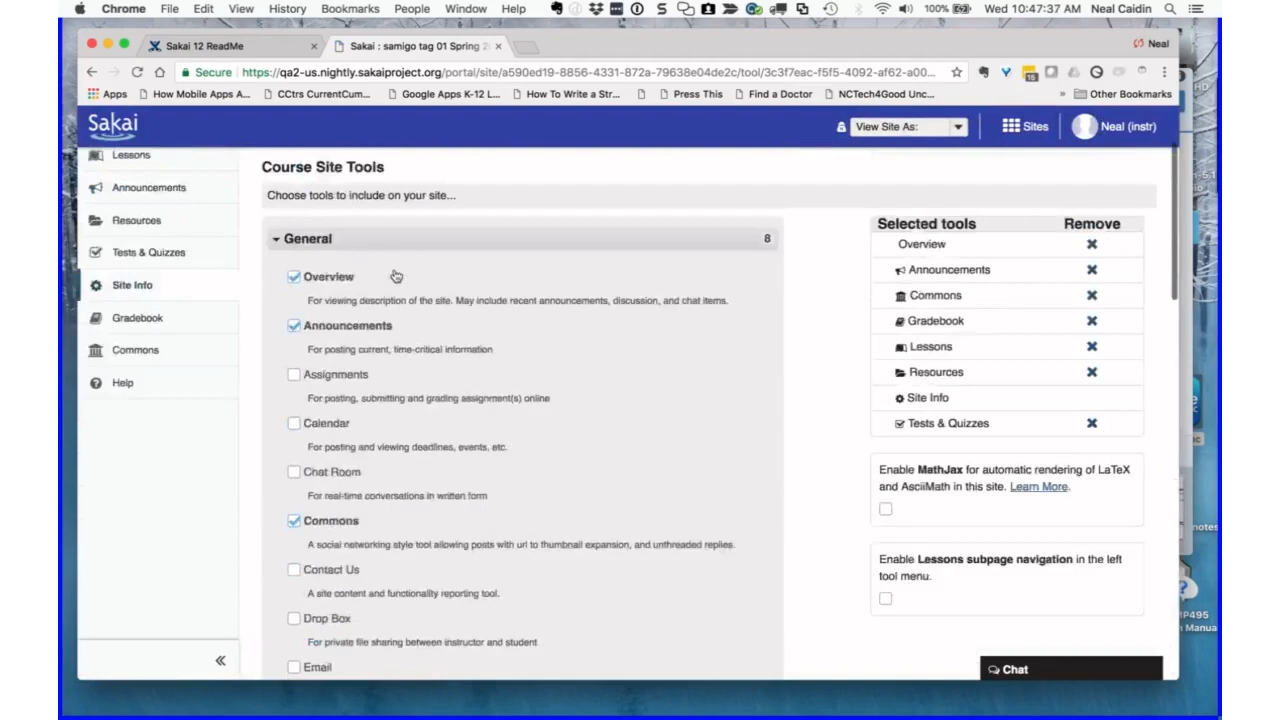 Chrome File Edit View History Bookmarks People Window Help 100% Wed 10:47:37 AM Neal Caidin
Sakai 12 ReadMe × Sakai : samigo tag 01 Spring 2 × Neal
Secure https://qa2-us.nightly.sakaiproject.org/portal/site/a590ed19-8856-4331-872a-79638e04de2c/tool/3c3f7eac-f5f5-4092-af62-a00... 15
Apps How Mobile Apps A... CCtrs CurrentCum... Google Apps K-12 L... How To Write a Str... Press This Find a Doctor NCTech4Good Unc... » Other Bookmarks
Sakai View Site As: Sites Neal (instr)
Lessons
Announcements
Resources
Tests & Quizzes
Site Info
Gradebook
Commons
Help
Course Site Tools
Choose tools to include on your site...
General 8
Overview
For viewing description of the site. May include recent announcements, discussion, and chat items.
Announcements
For posting current, time-critical information
Assignments
For posting, submitting and grading assignment(s) online
Calendar
For posting and viewing deadlines, events, etc.
Chat Room
For real-time conversations in written form
Commons
A social networking style tool allowing posts with url to thumbnail expansion, and unthreaded replies.
Contact Us
A site content and functionality reporting tool.
Drop Box
For private file sharing between instructor and student
Email
Selected tools Remove
Overview
Announcements
Commons
Gradebook
Lessons
Resources
Site Info
Tests & Quizzes
Enable MathJax for automatic rendering of LaTeX
and AsciiMath in this site. Learn More.
Enable Lessons subpage navigation in the left
tool menu.
Chat
notes
Manua